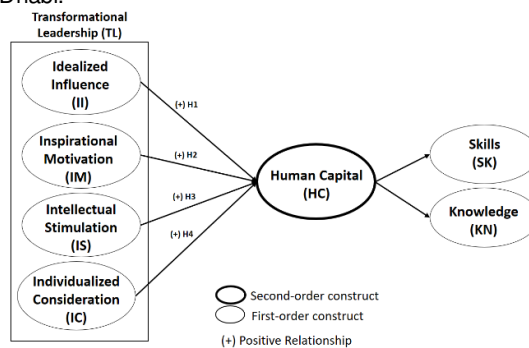 Dhabi.
Transformational
Leadership (TL)
Idealized
Influence
(II)
(+) H1
Inspirational
Motivation
(IM)
(+) H2
Intellectual
Stimulation
(IS)
(+) H3
Individualized
Consideration
(IC)
(+) H4
Human Capital
(HC)
Skills
(SK)
Knowledge
(KN)
Second-order construct
First-order construct
(+) Positive Relationship